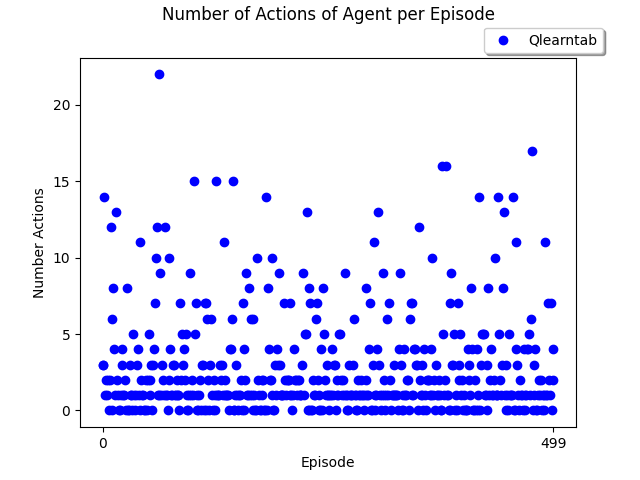 Number of Actions of Agent per Episode
Qlearntab
20
15
10
5
0
Number Actions
0
499
Episode